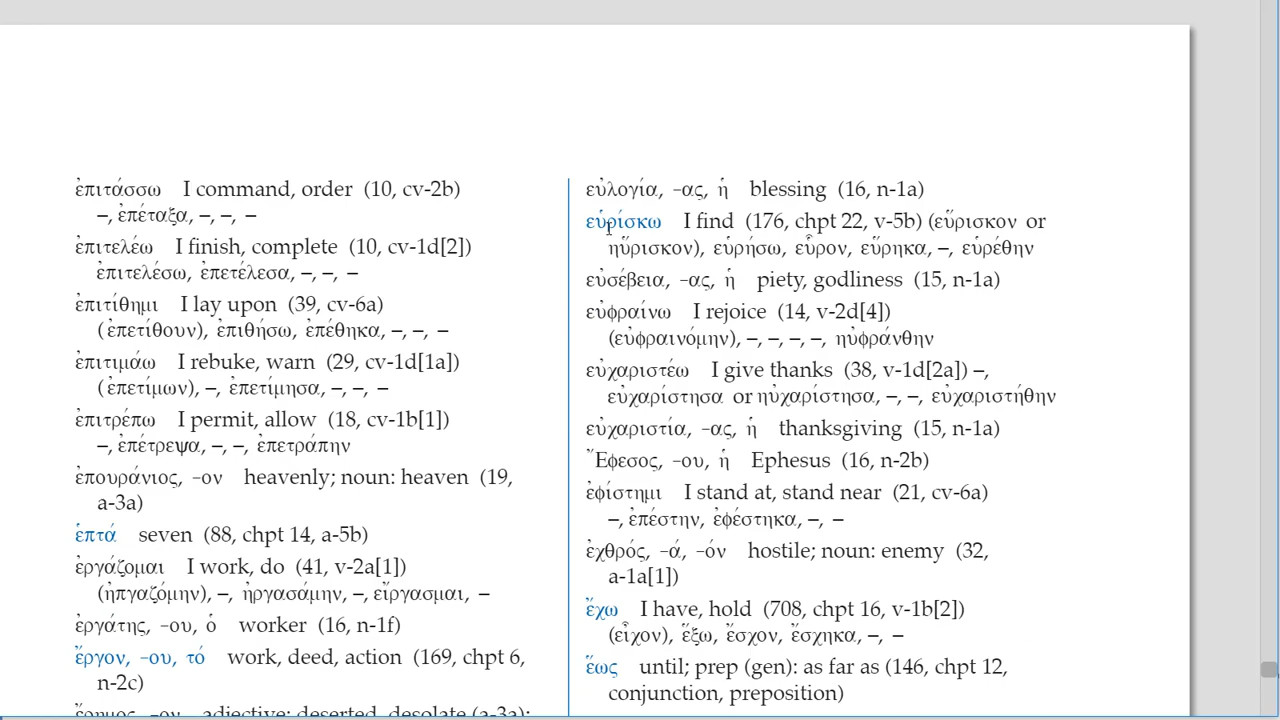 ἐπιτάσσω I command, order (10, cv-2b)
–, ἐπέταξα, –, –, –
ἐπιτελέω I finish, complete (10, cv-1d[2])
ἐπιτελέσω, ἐπετέλεσα, –, –, –
ἐπιτίθημι I lay upon (39, cv-6a)
(ἐπετίθουν), ἐπιθήσω, ἐπέθηκα, –, –, –
ἐπιτιμάω I rebuke, warn (29, cv-1d[1a])
(ἐπετίμων), –, ἐπετίμησα, –, –, –
ἐπιτρέπω I permit, allow (18, cv-1b[1])
–, ἐπέτρεψα, –, –, ἐπετράπην
ἐπουράνιος, -ον heavenly; noun: heaven (19,
a-3a)
ἑπτά seven (88, chpt 14, a-5b)
ἐργάζομαι I work, do (41, v-2a[1])
(ἠπγαζόμην), –, ἠργασάμην, –, εἴργασμαι, –
ἐργάτης, -ου, ὁ worker (16, n-1f)
ἔργον, -ου, τό work, deed, action (169, chpt 6,
n-2c)
ἔρημος, -ον adjective: deserted, desolate (a-3a);
εὐλογία, -ας, ἡ blessing (16, n-1a)
εὑρίσκω I find (176, chpt 22, v-5b) (εὕρισκον or
ηὕρισκον), εὑρήσω, εὗρον, εὕρηκα, –, εὑρέθην
εὐσέβεια, -ας, ἡ piety, godliness (15, n-1a)
εὐφραίνω I rejoice (14, v-2d[4])
(εὐφραινόμην), –, –, –, –, ηὐφράνθην
εὐχαριστέω I give thanks (38, v-1d[2a]) –,
εὐχαρίστησα or ηὐχαρίστησα, –, –, εὐχαριστήθην
εὐχαριστία, -ας, ἡ thanksgiving (15, n-1a)
Ἔφεσος, -ου, ἡ Ephesus (16, n-2b)
ἐφίστημι I stand at, stand near (21, cv-6a)
–, ἐπέστην, ἐφέστηκα, –, –
ἐχθρός, -ά, -όν hostile; noun: enemy (32,
a-1a[1])
ἔχω I have, hold (708, chpt 16, v-1b[2])
(εἶχον), ἕξω, ἔσχον, ἔσχηκα, –, –
ἕως until; prep (gen): as far as (146, chpt 12,
conjunction, preposition)